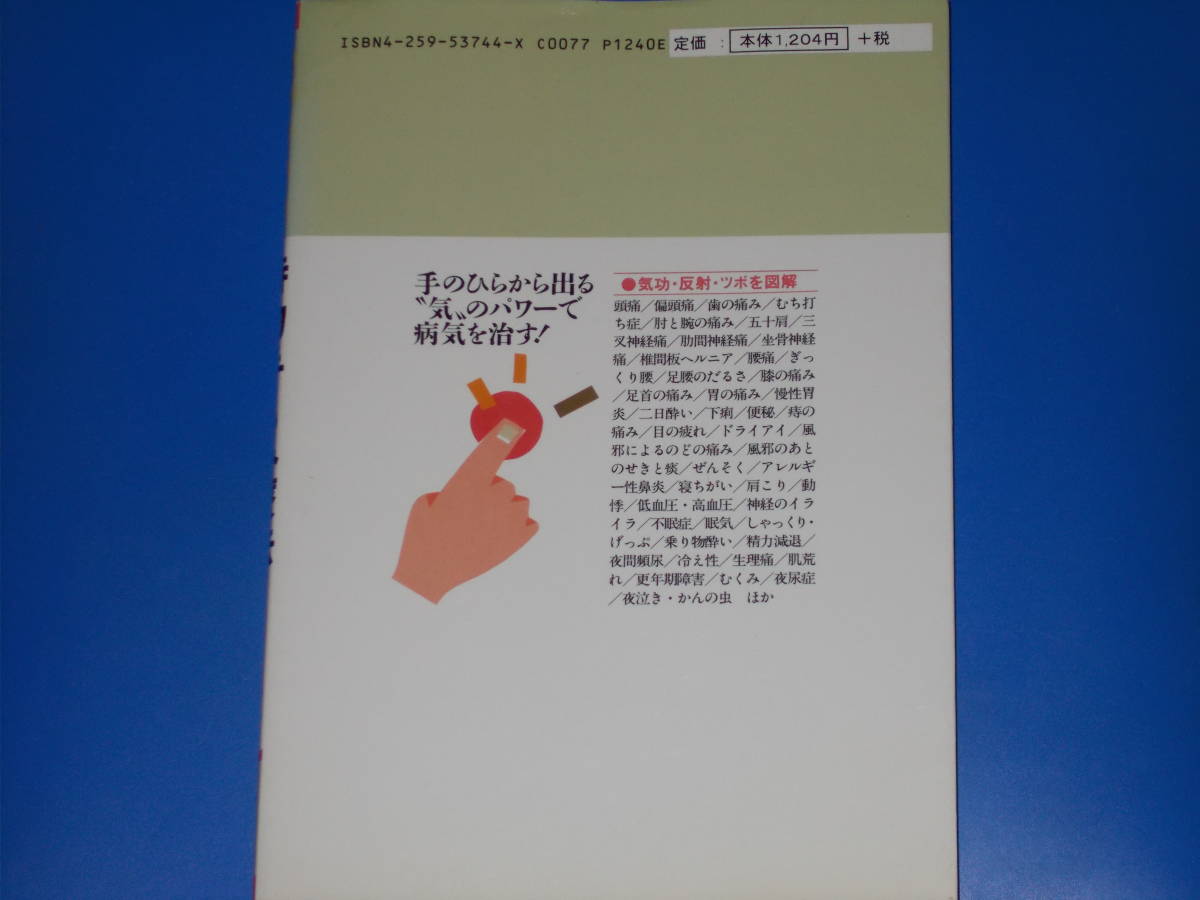 ISBN4-259-53744-X C0077 P1240E 定価：本体1,204円＋税
手のひらから出る
〝気〟のパワーで
病気を治す！
●気功・反射・ツボを図解
頭痛／偏頭痛／歯の痛み／むち打
ち症／肘と腕の痛み／五十肩／三
叉神経痛／肋間神経痛／坐骨神経
痛／椎間板ヘルニア／腰痛／ぎっ
くり腰／足腰のだるさ／膝の痛み
／足首の痛み／胃の痛み／慢性胃
炎／二日酔い／下痢／便秘／痔の
痛み／目の疲れ／ドライアイ／風
邪によるのどの痛み／風邪のあと
のせきと痰／ぜんそく／アレルギ
ー性鼻炎／寝ちがい／肩こり／動
悸／低血圧・高血圧／神経のイラ
イラ／不眠症／眠気／しゃっくり・
げっぷ／乗り物酔い／精力減退／
夜間頻尿／冷え性／生理痛／肌荒
れ／更年期障害／むくみ／夜尿症
／夜泣き・かんの虫　ほか